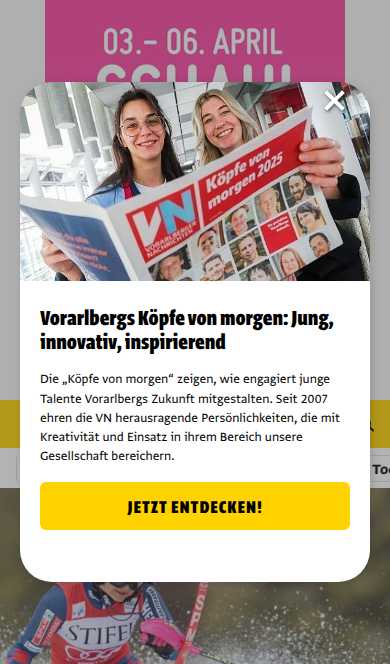 03.– 06. APRIL
SCHAU!
Köpfe von
morgen 2025
VN
VORARLBERGER
NACHRICHTEN
Vorarlbergs Köpfe von morgen: Jung,
innovativ, inspirierend
Die „Köpfe von morgen“ zeigen, wie engagiert junge
Talente Vorarlbergs Zukunft mitgestalten. Seit 2007
ehren die VN herausragende Persönlichkeiten, die mit
Kreativität und Einsatz in ihrem Bereich unsere
Gesellschaft bereichern.
JETZT ENTDECKEN!
STIFEL